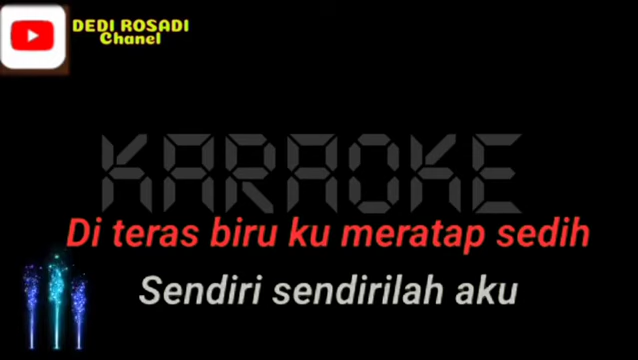 DEDI ROSADI
Chanel
KARAOKE
Di teras biru ku meratap sedih
Sendiri sendirilah aku